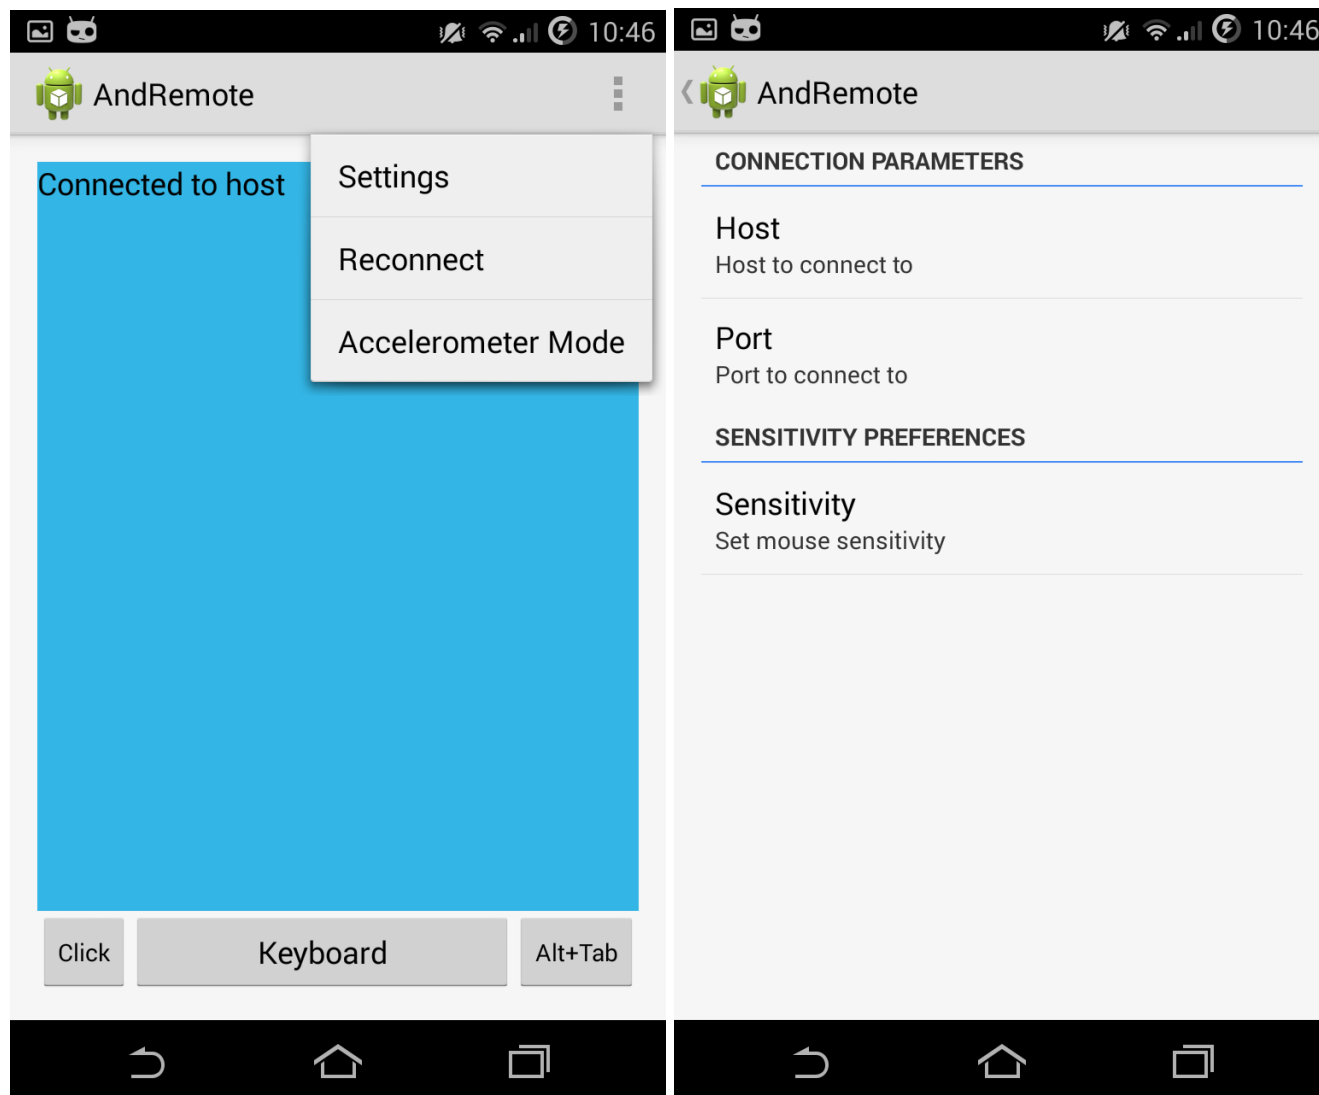 10:46
AndRemote
Connected to host
Settings
Reconnect
Accelerometer Mode
Click
Keyboard
Alt+Tab
10:46
AndRemote
CONNECTION PARAMETERS
Host
Host to connect to
Port
Port to connect to
SENSITIVITY PREFERENCES
Sensitivity
Set mouse sensitivity